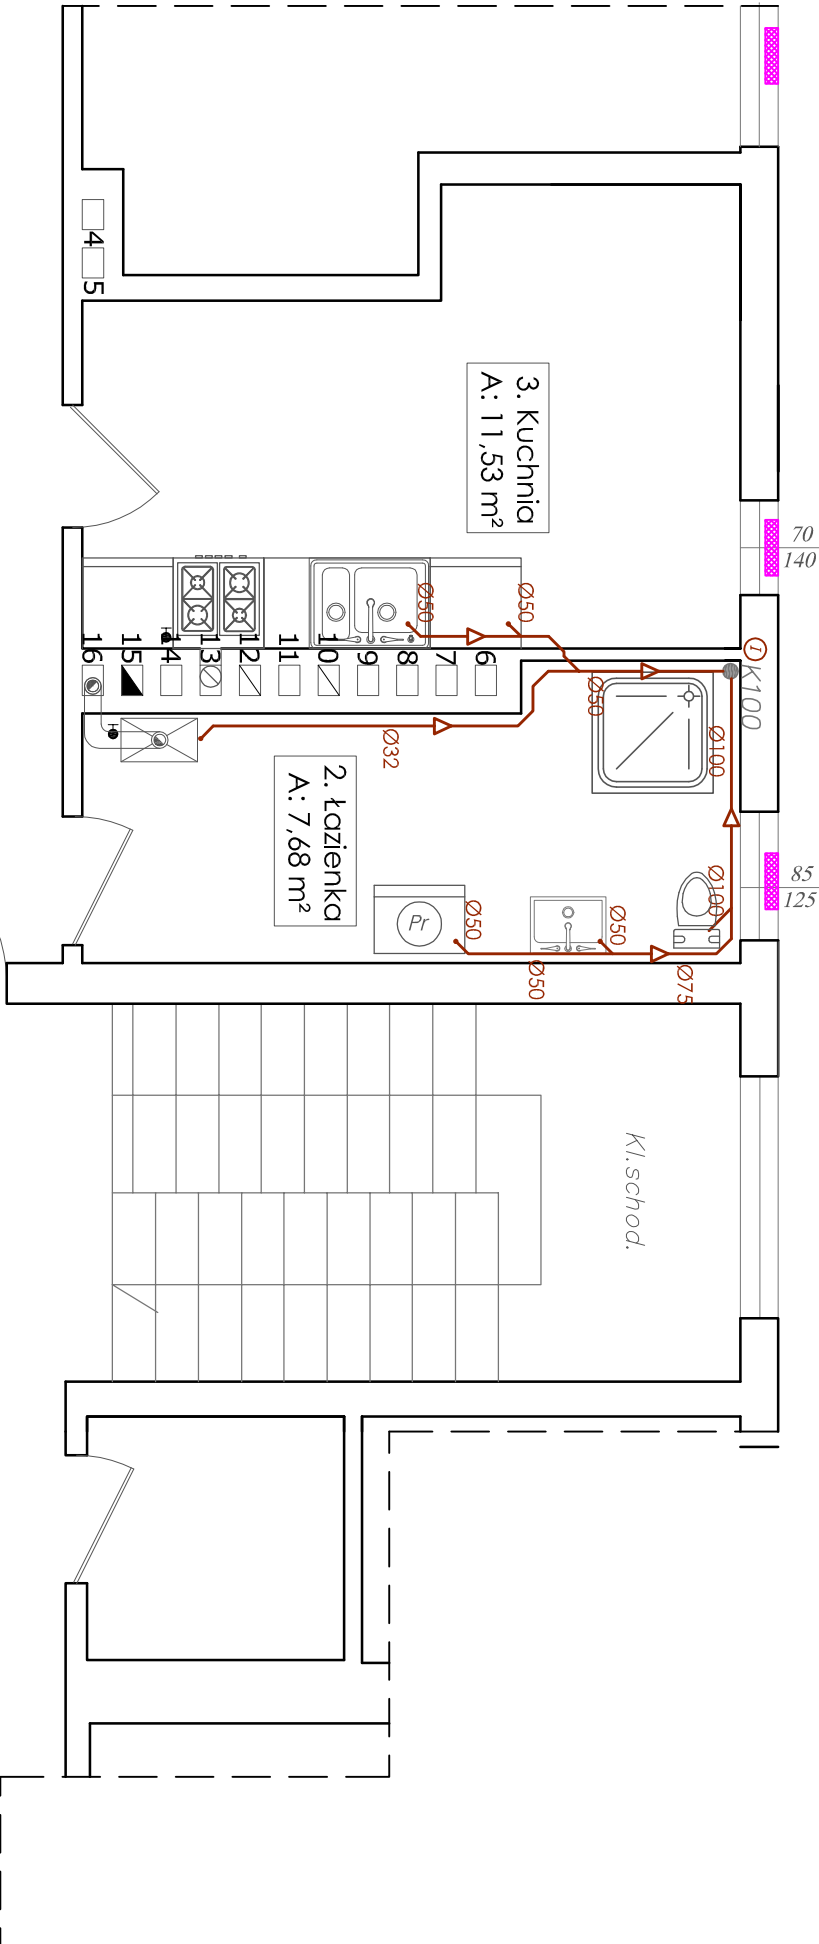 4
5
3. Kuchnia
A: 11,53 m²
70
140
Ø50
Ø50
16
15
14
13
12
11
10
9
8
7
6
I
K100
Ø50
Ø32
Ø100
2. Łazienka
A: 7,68 m²
85
125
Ø100
Pr
Ø50
Ø50
Ø50
Ø75
Kl.schod.